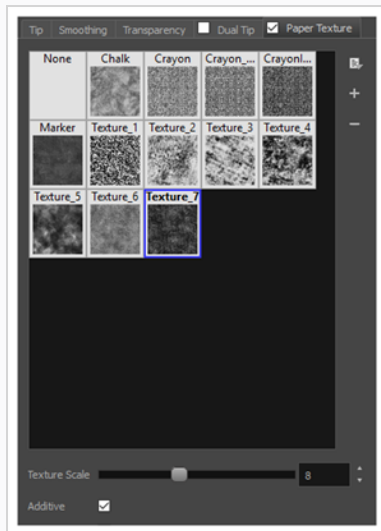 Tip Smoothing Transparency Dual Tip Paper Texture
None Chalk Crayon Crayon_... Crayonl...
Marker Texture_1 Texture_2 Texture_3 Texture_4
Texture_5 Texture_6 Texture_7
Texture Scale 8
Additive